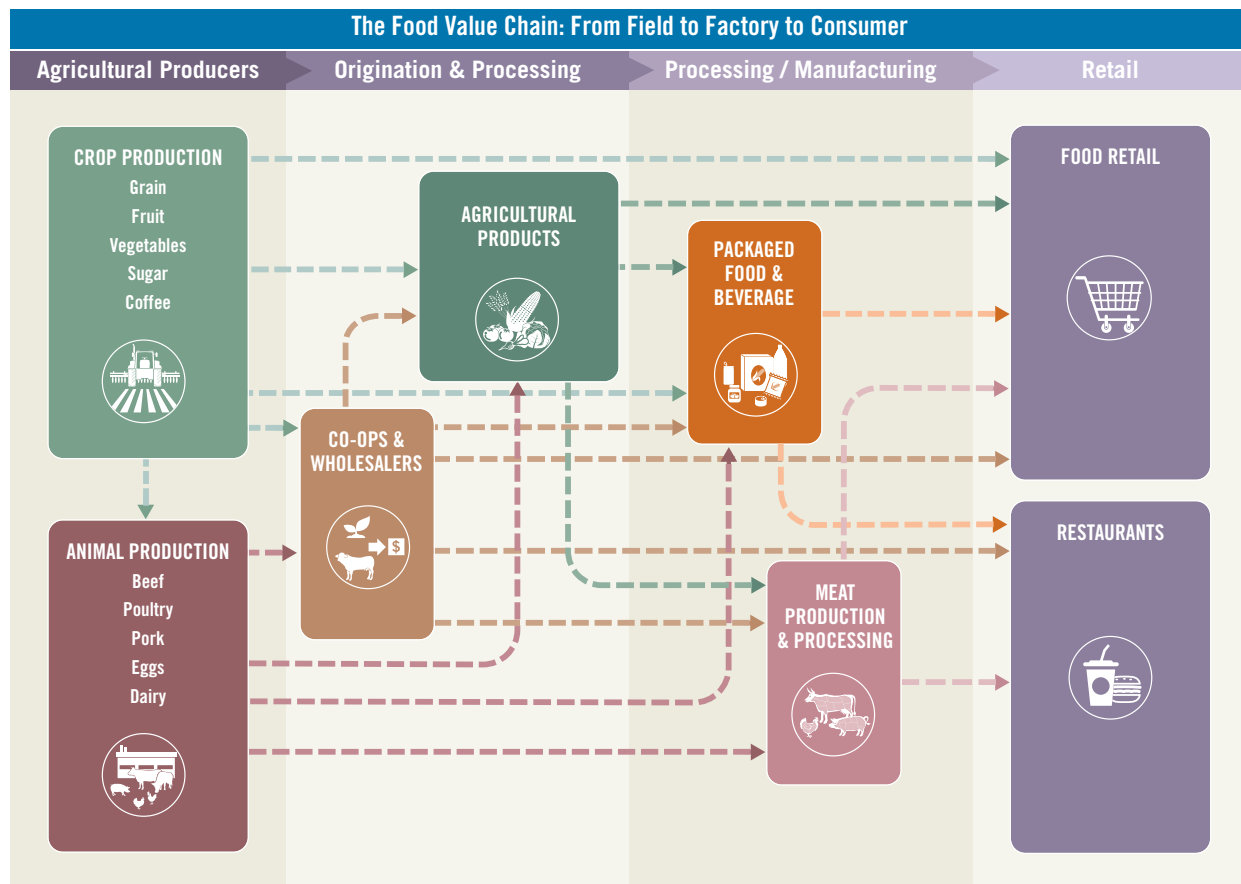 The Food Value Chain: From Field to Factory to Consumer
Agricultural Producers
Origination & Processing
Processing / Manufacturing
Retail
CROP PRODUCTION
Grain
Fruit
Vegetables
Sugar
Coffee
ANIMAL PRODUCTION
Beef
Poultry
Pork
Eggs
Dairy
AGRICULTURAL
PRODUCTS
CO-OPS &
WHOLESALERS
$
PACKAGED
FOOD &
BEVERAGE
MEAT
PRODUCTION
& PROCESSING
FOOD RETAIL
RESTAURANTS